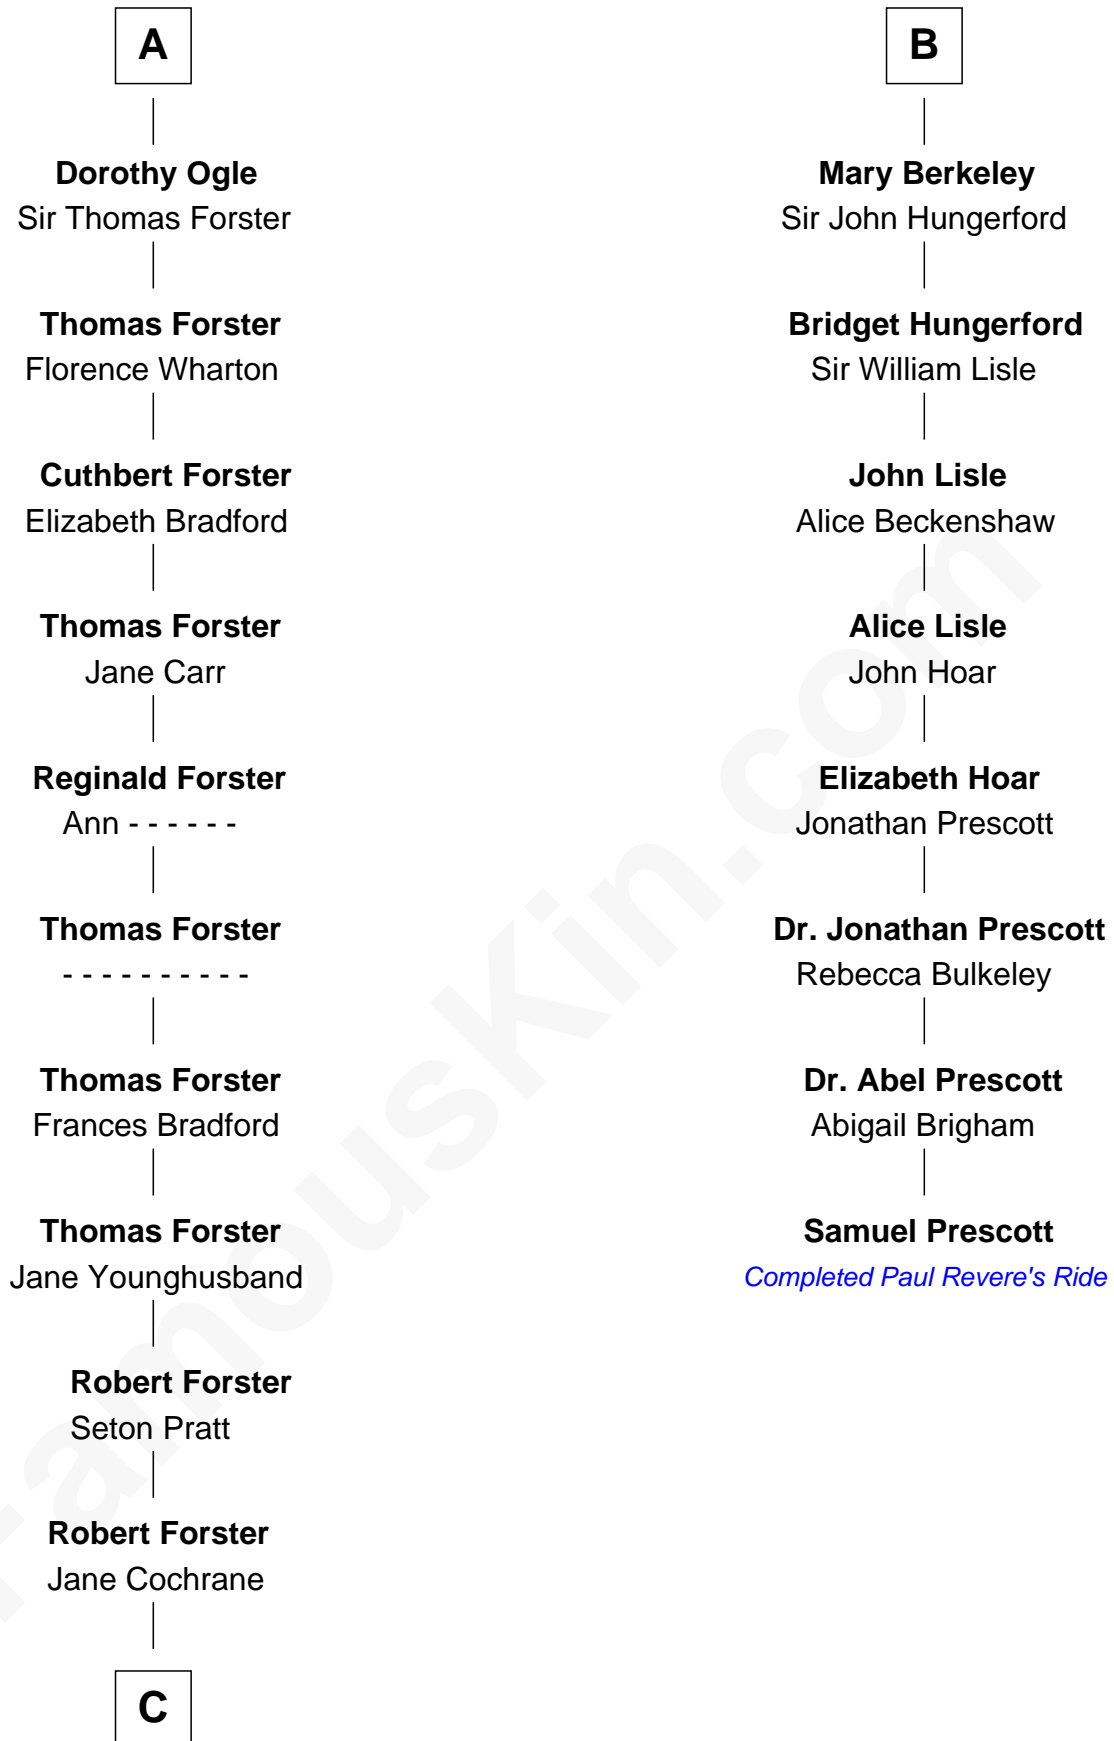 A
Dorothy Ogle
Sir Thomas Forster
Thomas Forster
Florence Wharton
Cuthbert Forster
Elizabeth Bradford
Thomas Forster
Jane Carr
Reginald Forster
Ann - - - - - -
Thomas Forster
- - - - - - - - - -
Thomas Forster
Frances Bradford
Thomas Forster
Jane Younghusband
Robert Forster
Seton Pratt
Robert Forster
Jane Cochrane
C
B
Mary Berkeley
Sir John Hungerford
Bridget Hungerford
Sir William Lisle
John Lisle
Alice Beckenshaw
Alice Lisle
John Hoar
Elizabeth Hoar
Jonathan Prescott
Dr. Jonathan Prescott
Rebecca Bulkeley
Dr. Abel Prescott
Abigail Brigham
Samuel Prescott
Completed Paul Revere's Ride
FamousKin.com